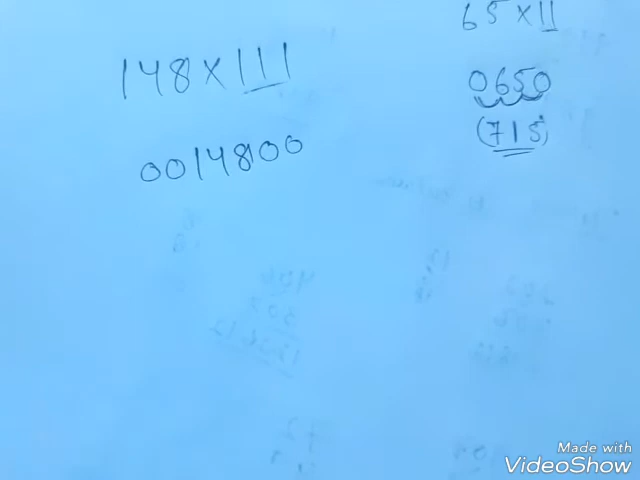 65 x 11
148 x 111
0650
(715)
0014800
Made with
VideoShow